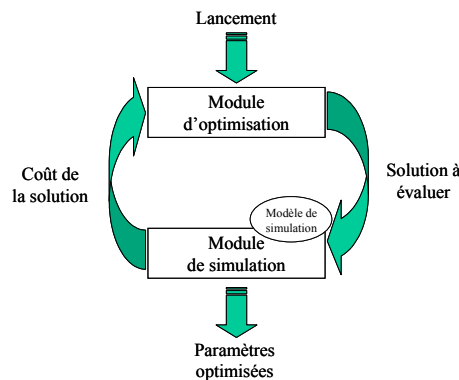 Lancement
Module
d'optimisation
Coût de
la solution
Solution à
évaluer
Modèle de
simulation
Module
de simulation
Paramètres
optimisées